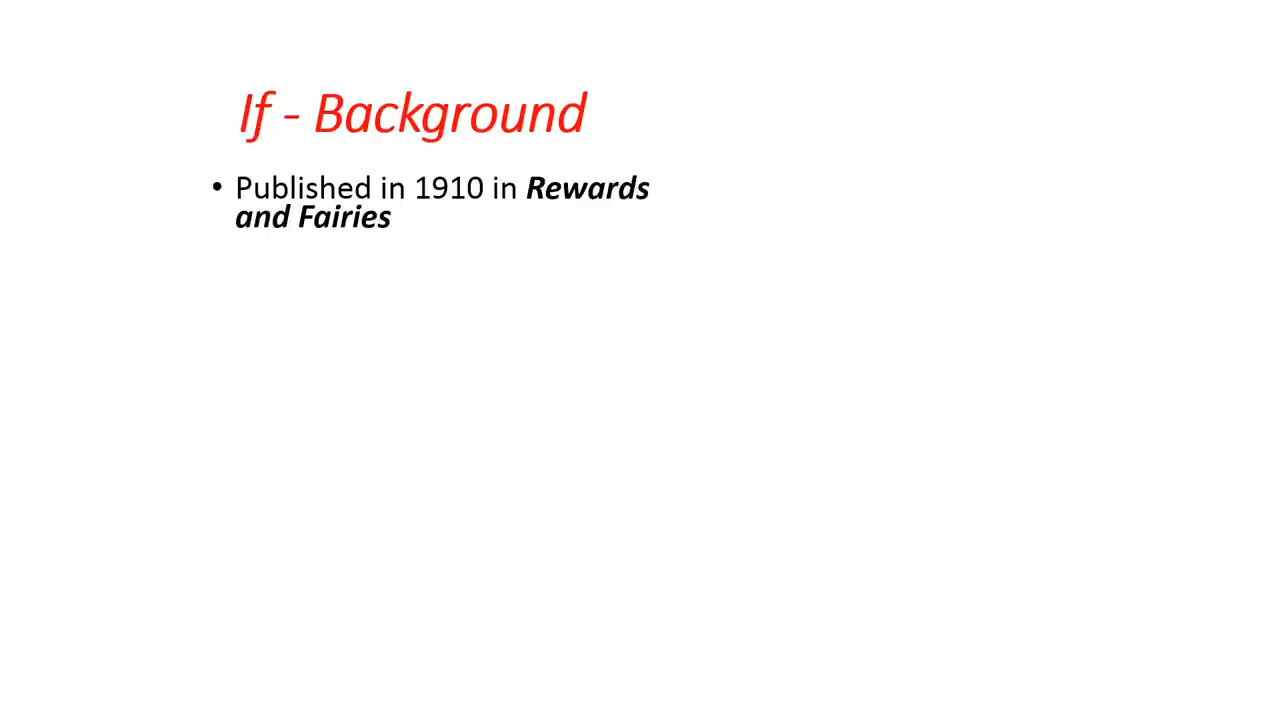 If - Background
• Published in 1910 in Rewards
and Fairies